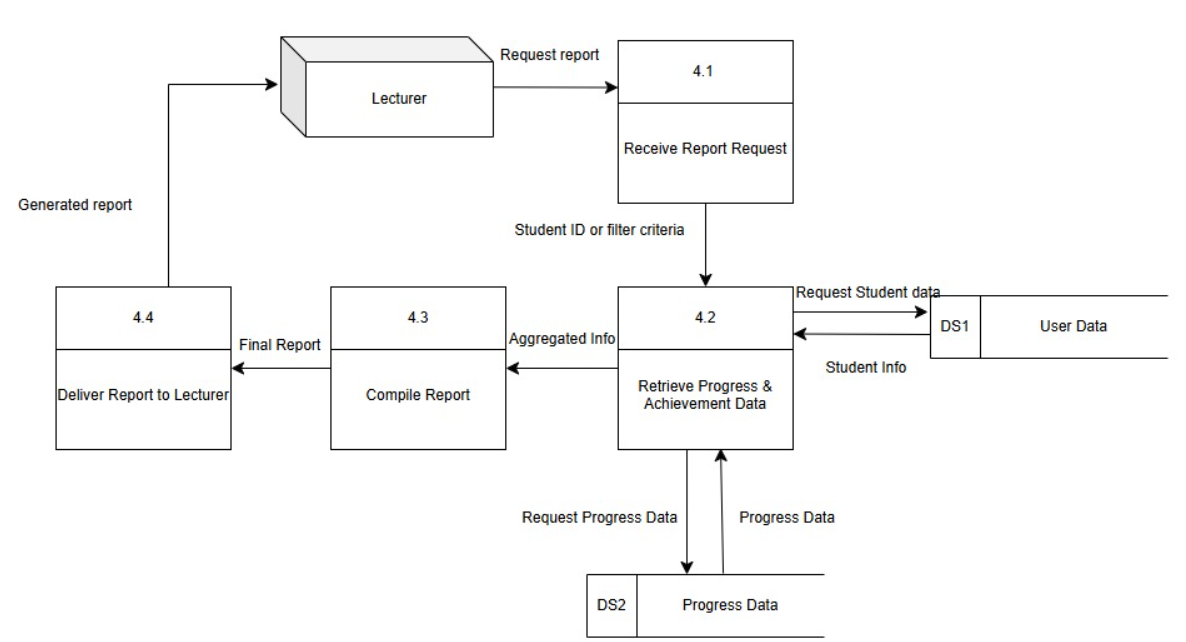 Request report
4.1
Lecturer
Receive Report Request
Generated report
Student ID or filter criteria
Request Student data
4.4
4.3
4.2
DS1
User Data
Final Report
Aggregated Info
Student Info
Deliver Report to Lecturer
Compile Report
Retrieve Progress &
Achievement Data
Request Progress Data
Progress Data
DS2
Progress Data